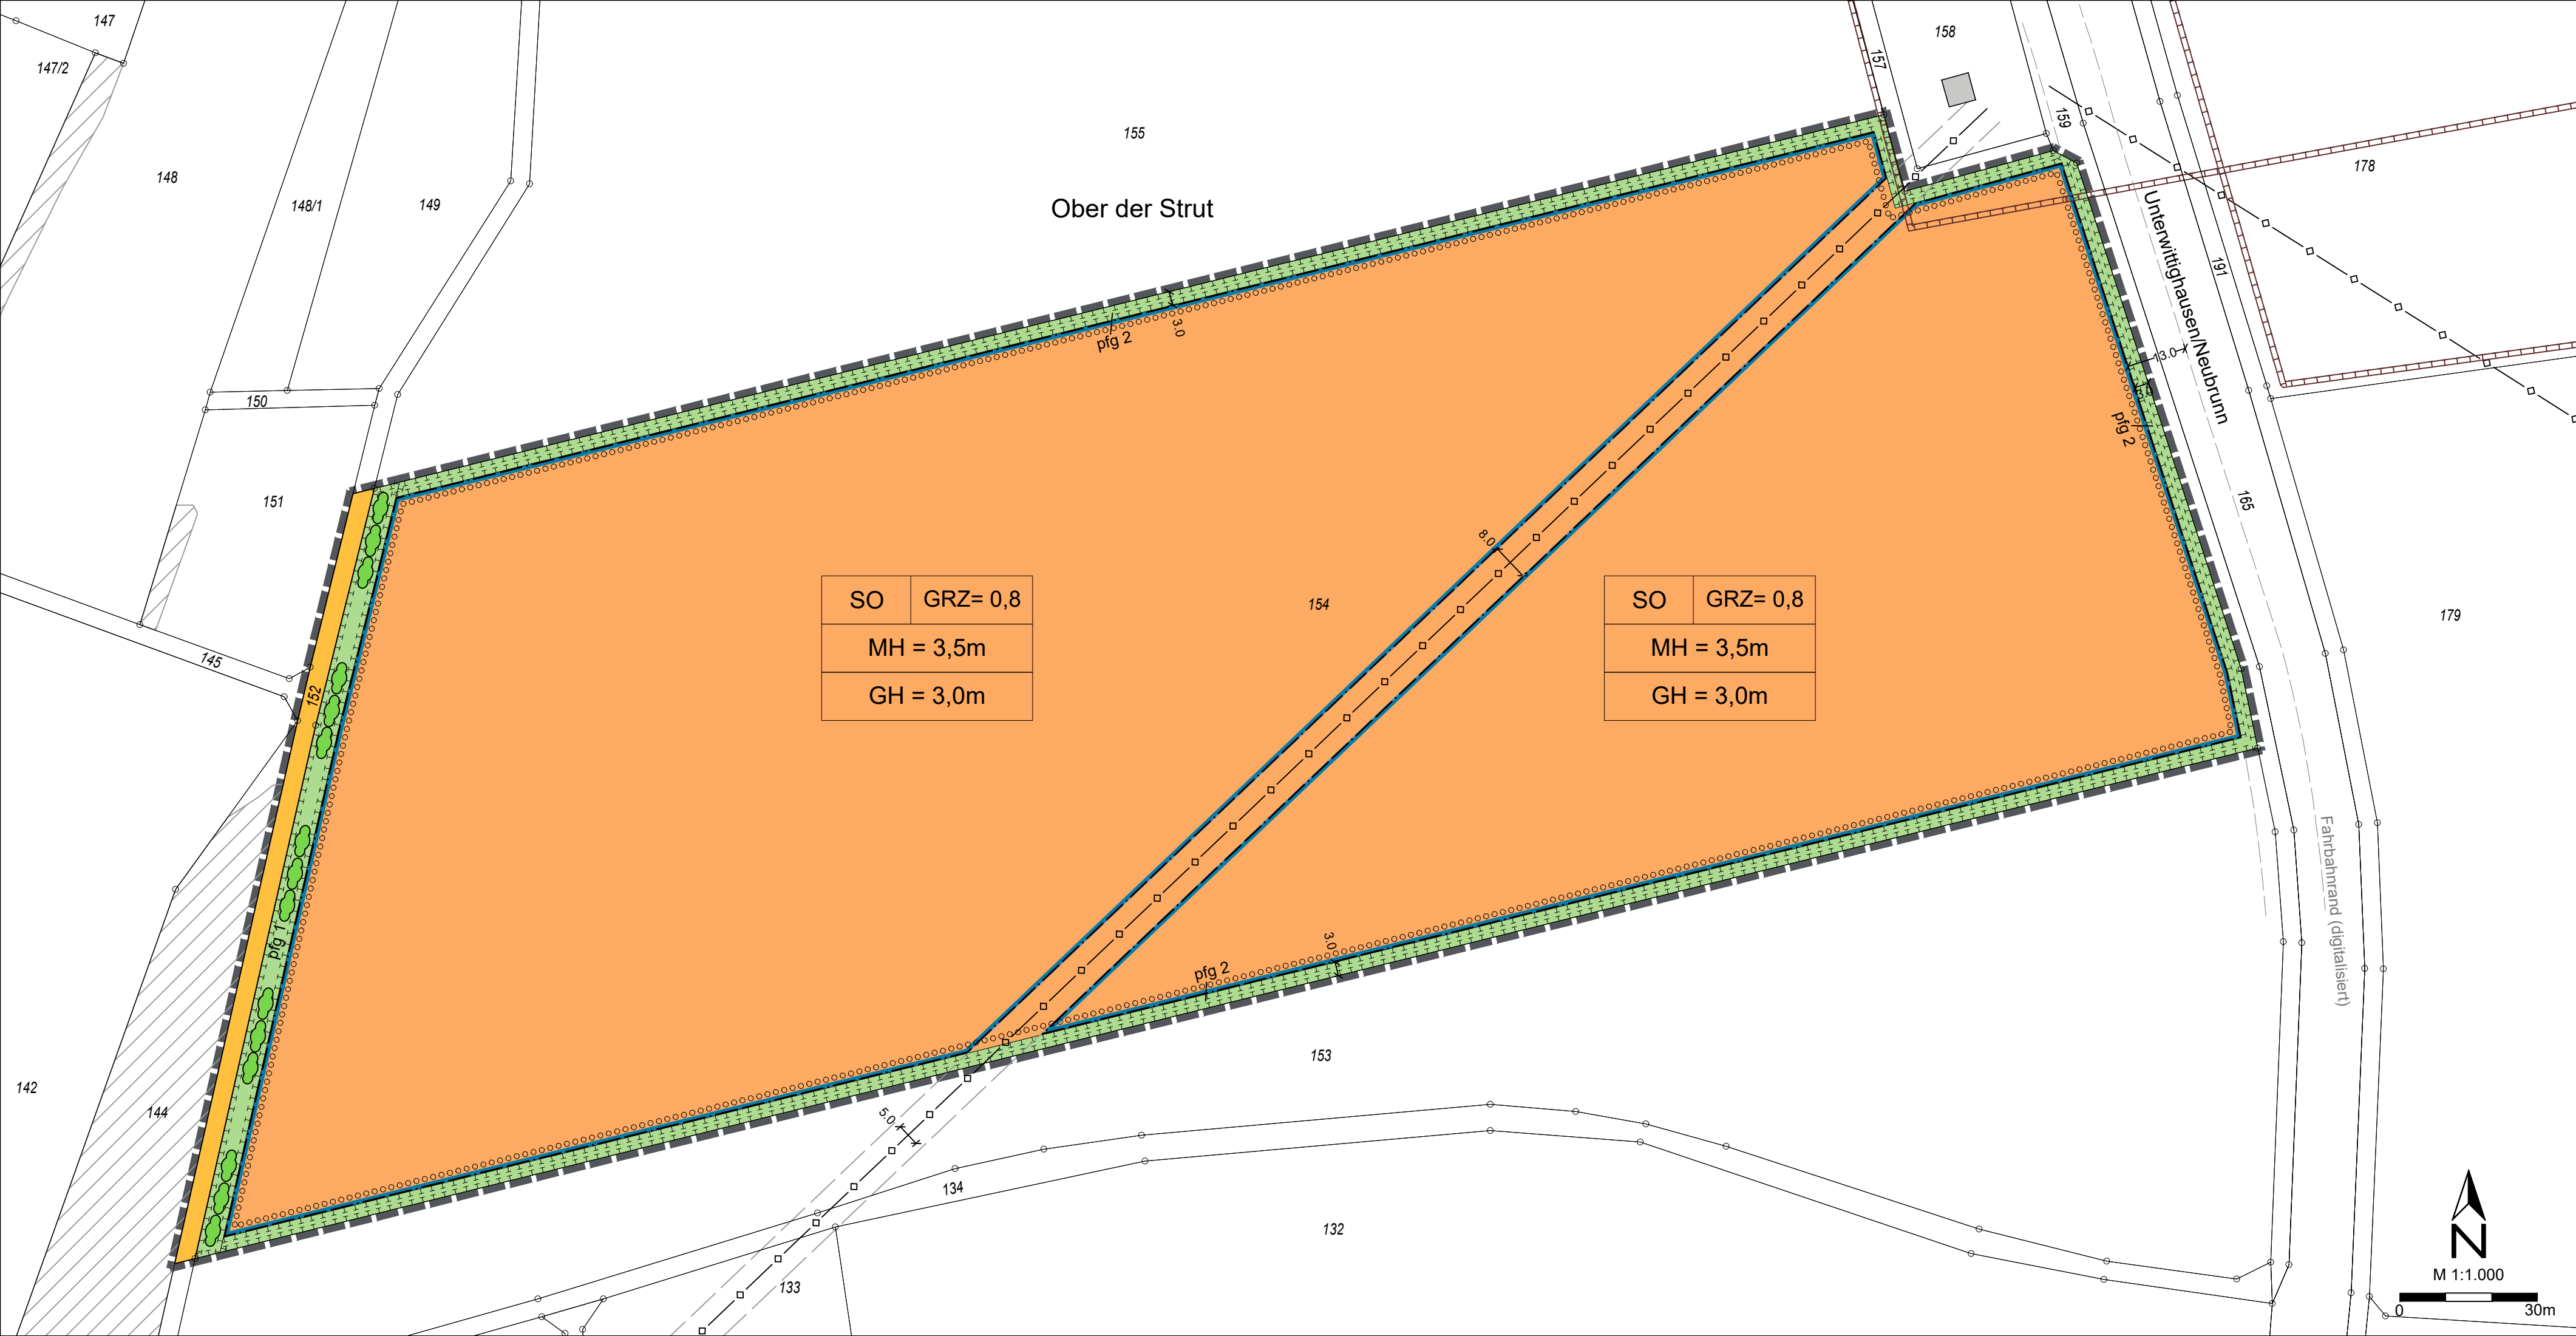 147
147/2
148
148/1
149
150
151
145
152
142
144
155
Ober der Strut
157
158
159
178
Unterwittighausen/Neubrunn
191
165
179
3.0
pfg 2
13.0
3.0
pfg 2
8.0
154
SO GRZ= 0,8
MH = 3,5m
GH = 3,0m
SO GRZ= 0,8
MH = 3,5m
GH = 3,0m
pfg 1
3.0
pfg 2
5.0
153
134
132
133
Fahrbahnrand (digitalisiert)
N
M 1:1.000
0 30m